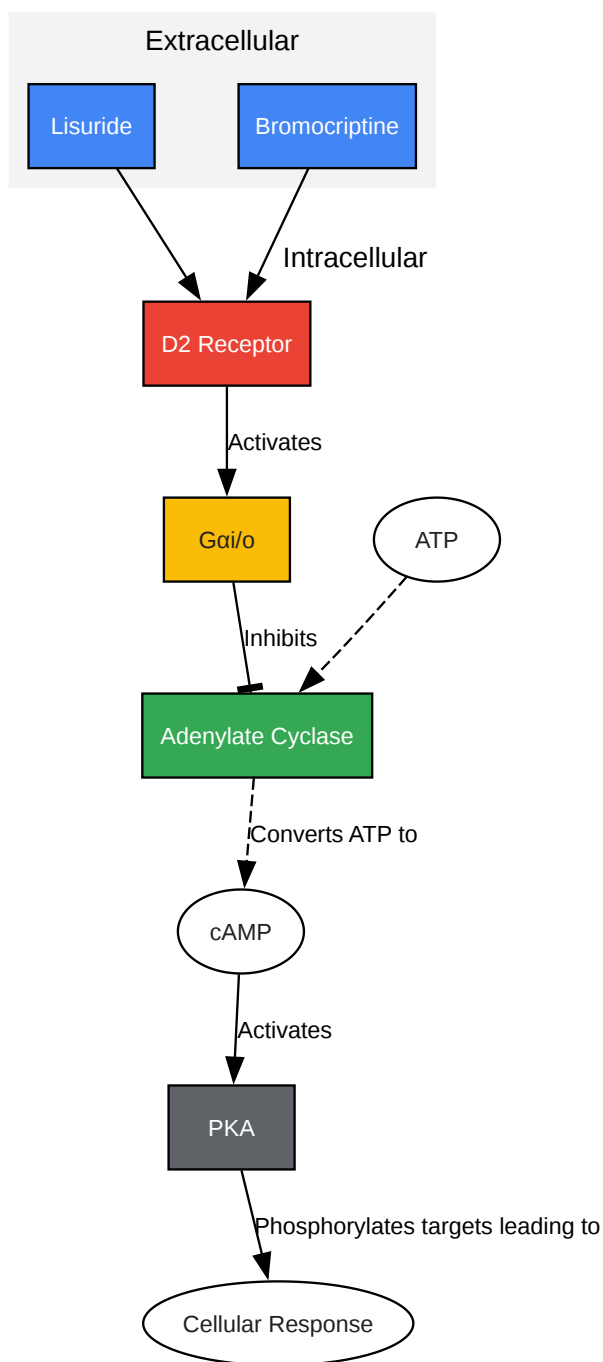 Extracellular
Lisuride
Bromocriptine
Intracellular
D2 Receptor
Activates
Gαi/o
ATP
Inhibits
Adenylate Cyclase
Converts ATP to
cAMP
Activates
PKA
Phosphorylates targets leading to
Cellular Response